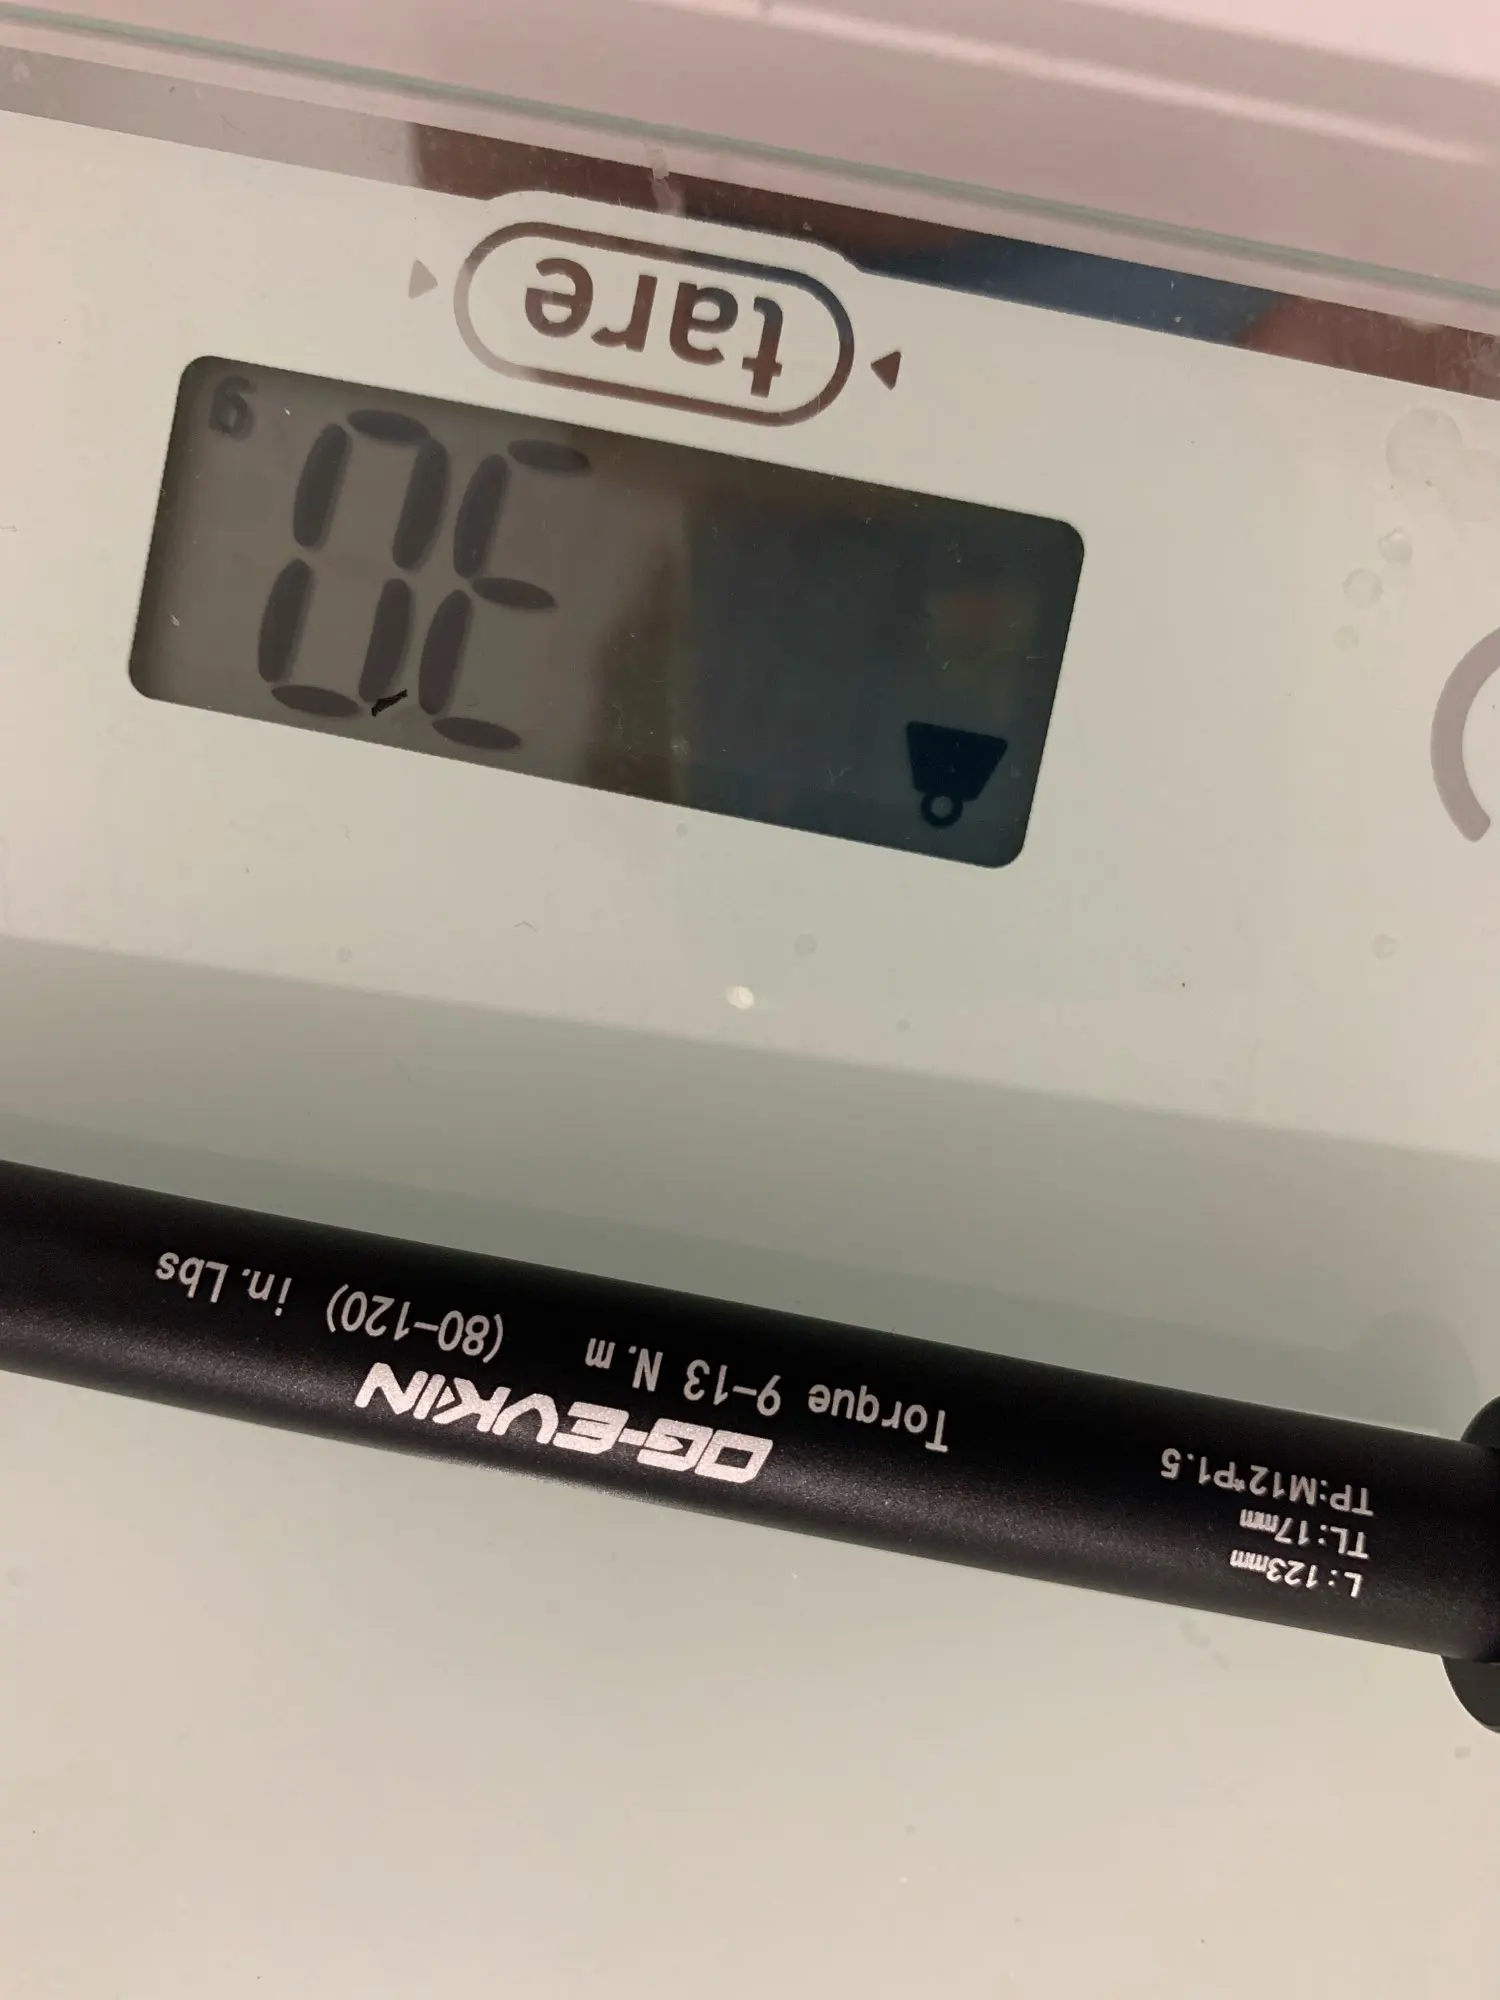 L:123mm
TL:17mm
TP:M12*P1.5
OG-EVKIN
Torque 9-13 N.m (80-120) in.Lbs
30 g
tare